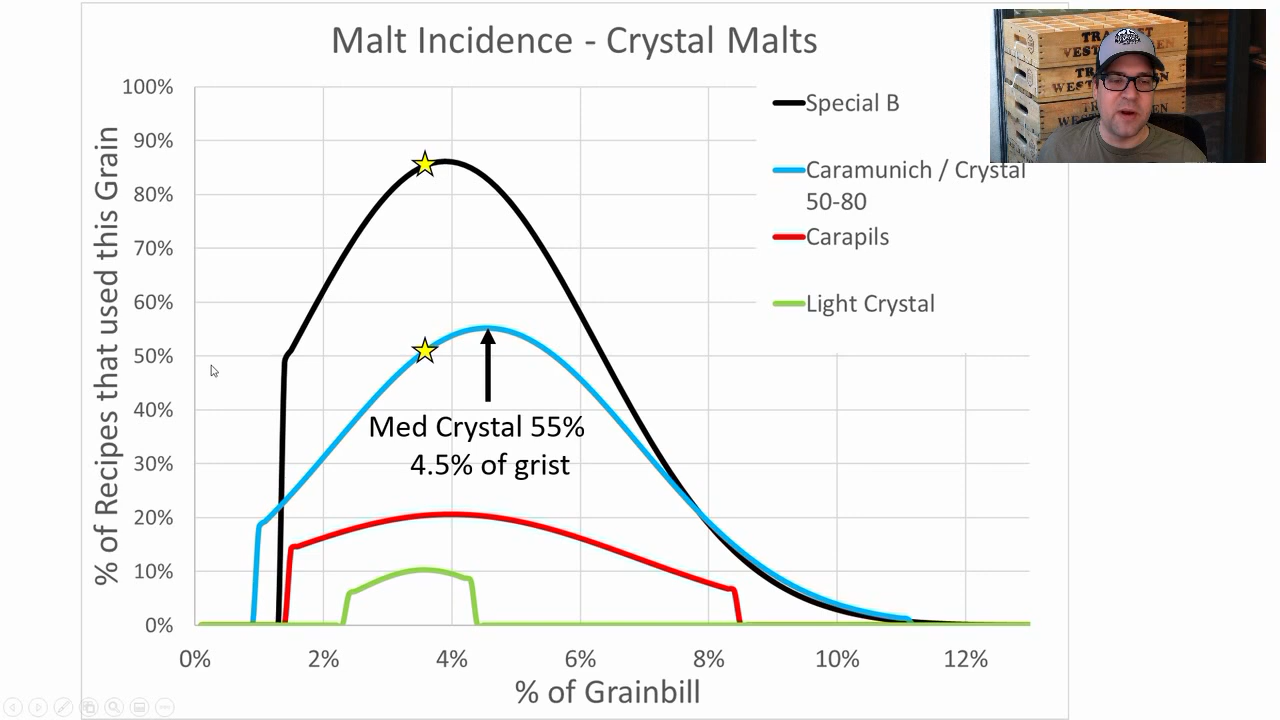 Malt Incidence - Crystal Malts
% of Recipes that used this Grain
100%
90%
80%
70%
60%
50%
40%
30%
20%
10%
0%
0%
2%
4%
6%
8%
10%
12%
% of Grainbill
Special B
Caramunich / Crystal
50-80
Carapils
Light Crystal
Med Crystal 55%
4.5% of grist